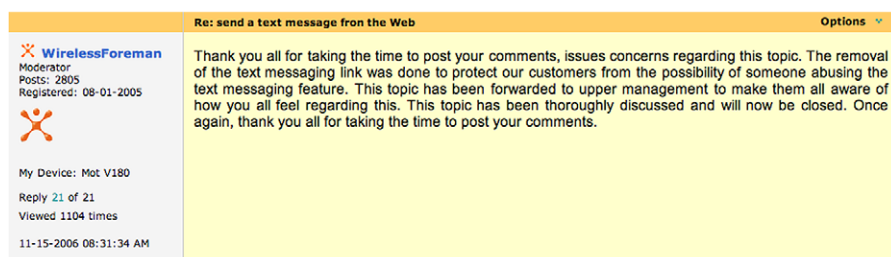 Re: send a text message fron the Web
Options
WirelessForeman
Moderator
Posts: 2805
Registered: 08-01-2005
My Device: Mot V180
Reply 21 of 21
Viewed 1104 times
11-15-2006 08:31:34 AM
Thank you all for taking the time to post your comments, issues concerns regarding this topic. The removal
of the text messaging link was done to protect our customers from the possibility of someone abusing the
text messaging feature. This topic has been forwarded to upper management to make them all aware of
how you all feel regarding this. This topic has been thoroughly discussed and will now be closed. Once
again, thank you all for taking the time to post your comments.